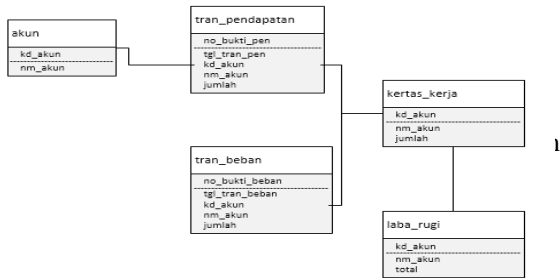 akun
kd_akun
nm_akun
tran_pendapatan
no_bukti_pen
tgl_tran_pen
kd_akun
nm_akun
jumlah
tran_beban
no_bukti_beban
tgl_tran_beban
kd_akun
nm_akun
jumlah
kertas_kerja
kd_akun
nm_akun
jumlah
laba_rugi
kd_akun
nm_akun
total